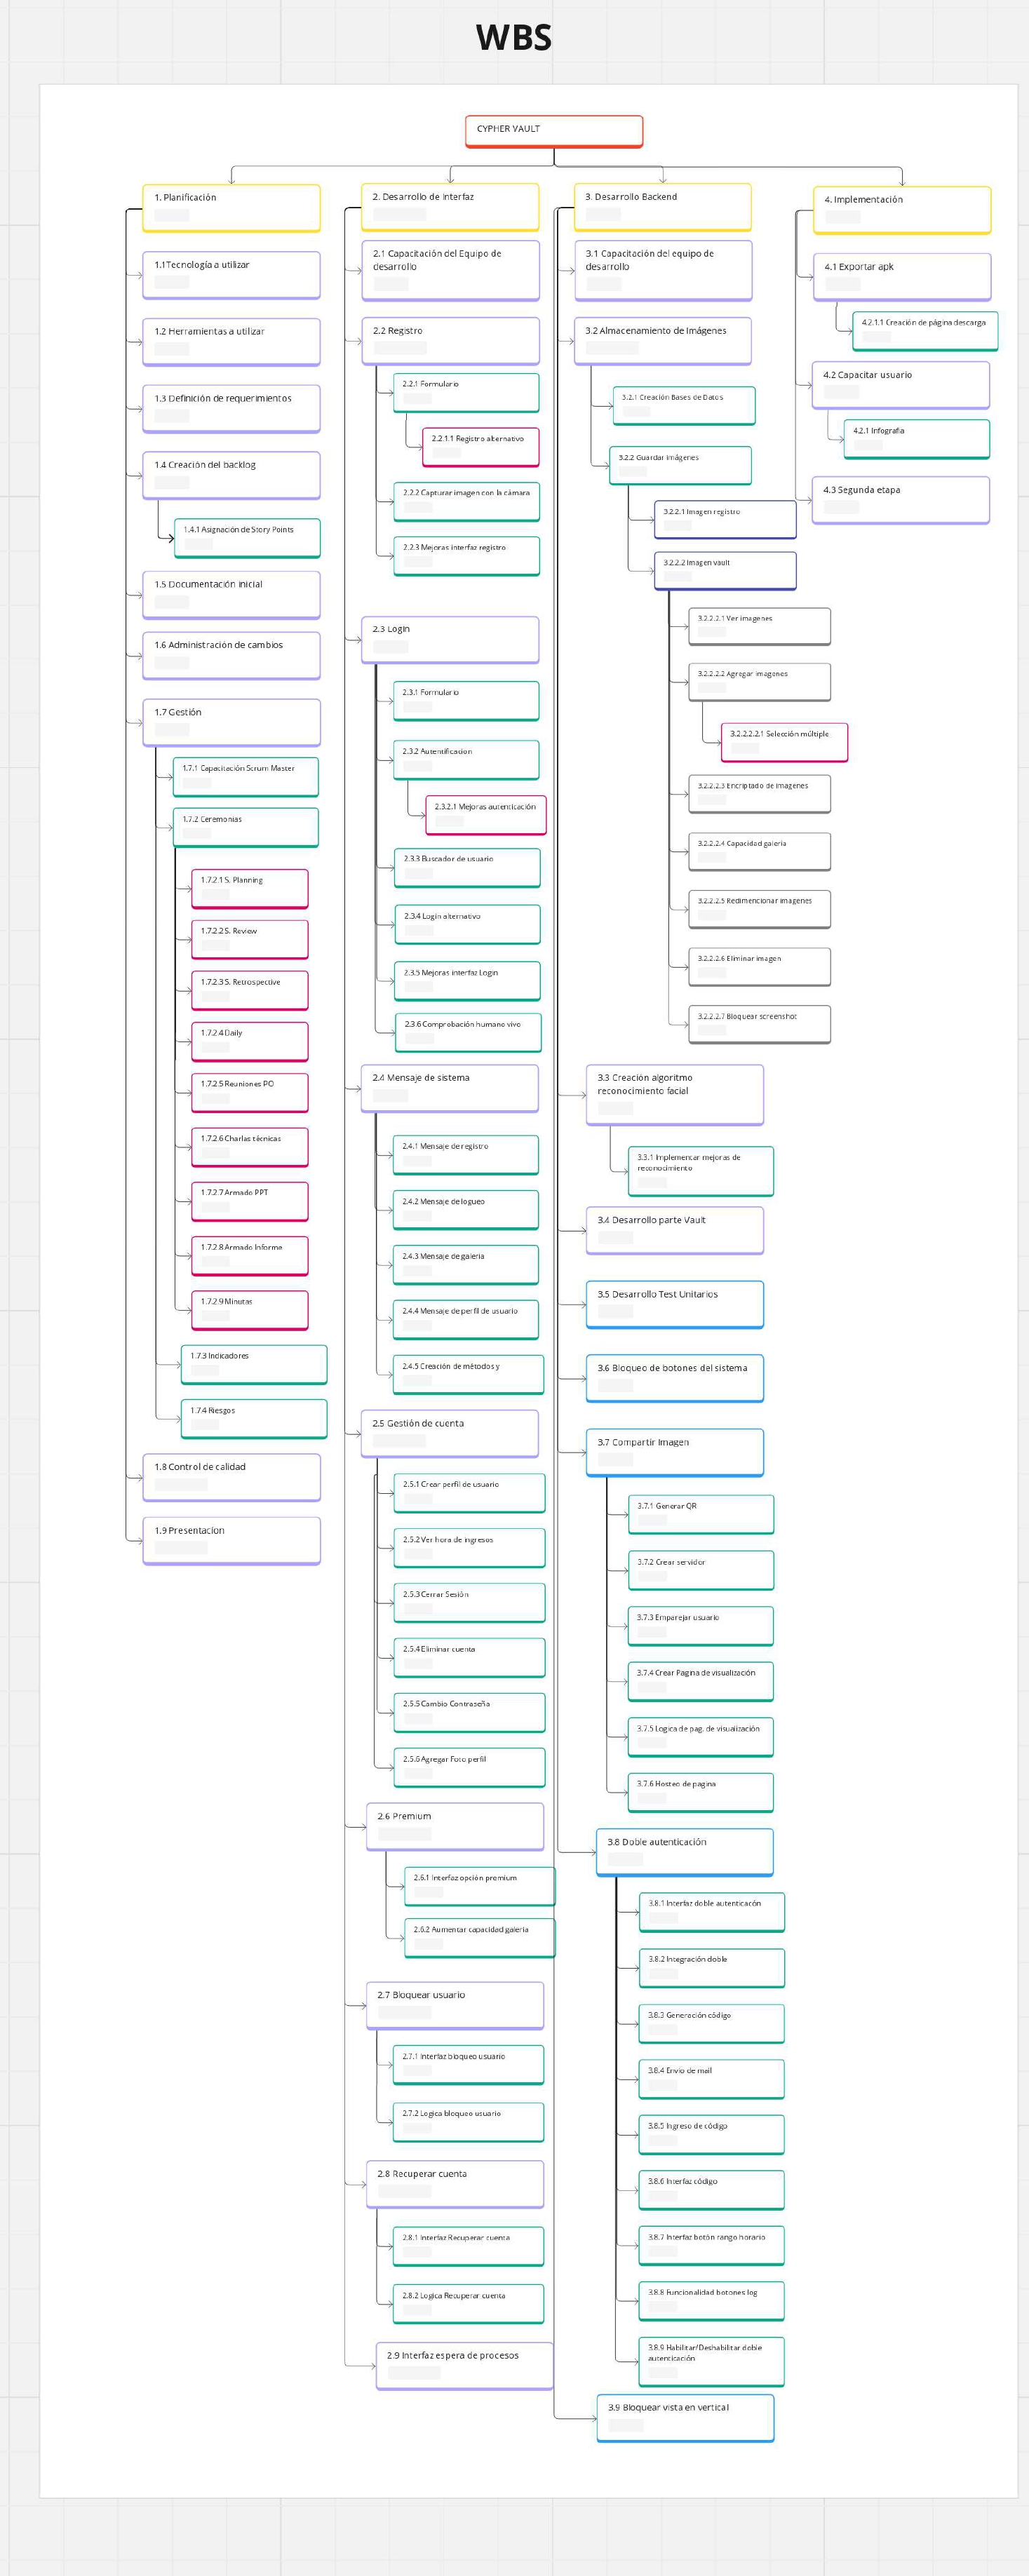 WBS
CYPHER VAULT
1. Planificación
1.1Tecnología a utilizar
1.2 Herramientas a utilizar
1.3 Definición de requerimientos
1.4 Creación del backlog
1.4.1 Asignación de Story Points
1.5 Documentación inicial
1.6 Administración de cambios
1.7 Gestión
1.7.1 Capacitación Scrum Master
1.7.2 Ceremonias
1.7.2.1 S. Planning
1.7.2.2 S. Review
1.7.2.3 S. Retrospective
1.7.2.4 Daily
1.7.2.5 Reuniones PO
1.7.2.6 Charlas técnicas
1.7.2.7 Armado PPT
1.7.2.8 Armado Informe
1.7.2.9 Minutas
1.7.3 Indicadores
1.7.4 Riesgos
1.8 Control de calidad
1.9 Presentacion
2. Desarrollo de interfaz
2.1 Capacitación del Equipo de
desarrollo
2.2 Registro
2.2.1 Formulario
2.2.1.1 Registro alternativo
2.2.2 Capturar imagen con la cámara
2.2.3 Mejoras interfaz registro
2.3 Login
2.3.1 Formulario
2.3.2 Autentificacion
2.3.2.1 Mejoras autenticación
2.3.3 Buscador de usuario
2.3.4 Login alternativo
2.3.5 Mejoras interfaz Login
2.3.6 Comprobación humano vivo
2.4 Mensaje de sistema
2.4.1 Mensaje de registro
2.4.2 Mensaje de logueo
2.4.3 Mensaje de galeria
2.4.4 Mensaje de perfil de usuario
2.4.5 Creación de métodos y
2.5 Gestión de cuenta
2.5.1 Crear perfil de usuario
2.5.2 Ver hora de ingresos
2.5.3 Cerrar Sesión
2.5.4 Eliminar cuenta
2.5.5 Cambio Contraseña
2.5.6 Agregar Foto perfil
2.6 Premium
2.6.1 Interfaz opción premium
2.6.2 Aumentar capacidad galeria
2.7 Bloquear usuario
2.7.1 Interfaz bloqueo usuario
2.7.2 Logica bloqueo usuario
2.8 Recuperar cuenta
2.8.1 Interfaz Recuperar cuenta
2.8.2 Logica Recuperar cuenta
2.9 Interfaz espera de procesos
3. Desarrollo Backend
3.1 Capacitación del equipo de
desarrollo
3.2 Almacenamiento de Imágenes
3.2.1 Creación Bases de Datos
3.2.2 Guardar imágenes
3.2.2.1 Imagen registro
3.2.2.2 Imagen vault
3.2.2.2.1 Ver imagenes
3.2.2.2.2 Agregar imagenes
3.2.2.2.2.1 Selección múltiple
3.2.2.2.3 Encriptado de imagenes
3.2.2.2.4 Capacidad galeria
3.2.2.2.5 Redimencionar imagenes
3.2.2.2.6 Eliminar imagen
3.2.2.2.7 Bloquear screenshot
3.3 Creación algoritmo
reconocimiento facial
3.3.1 Implementar mejoras de
reconocimiento
3.4 Desarrollo parte Vault
3.5 Desarrollo Test Unitarios
3.6 Bloqueo de botones del sistema
3.7 Compartir Imagen
3.7.1 Generar QR
3.7.2 Crear servidor
3.7.3 Emparejar usuario
3.7.4 Crear Pagina de visualización
3.7.5 Logica de pag. de visualización
3.7.6 Hosteo de pagina
3.8 Doble autenticación
3.8.1 Interfaz doble autenticacón
3.8.2 Integración doble
3.8.3 Generación código
3.8.4 Envio de mail
3.8.5 Ingreso de código
3.8.6 Interfaz código
3.8.7 Interfaz botón rango horario
3.8.8 Funcionalidad botones log
3.8.9 Habilitar/Deshabilitar doble
autenticación
3.9 Bloquear vista en vertical
4. Implementación
4.1 Exportar apk
4.2.1.1 Creación de página descarga
4.2 Capacitar usuario
4.2.1 Infografia
4.3 Segunda etapa